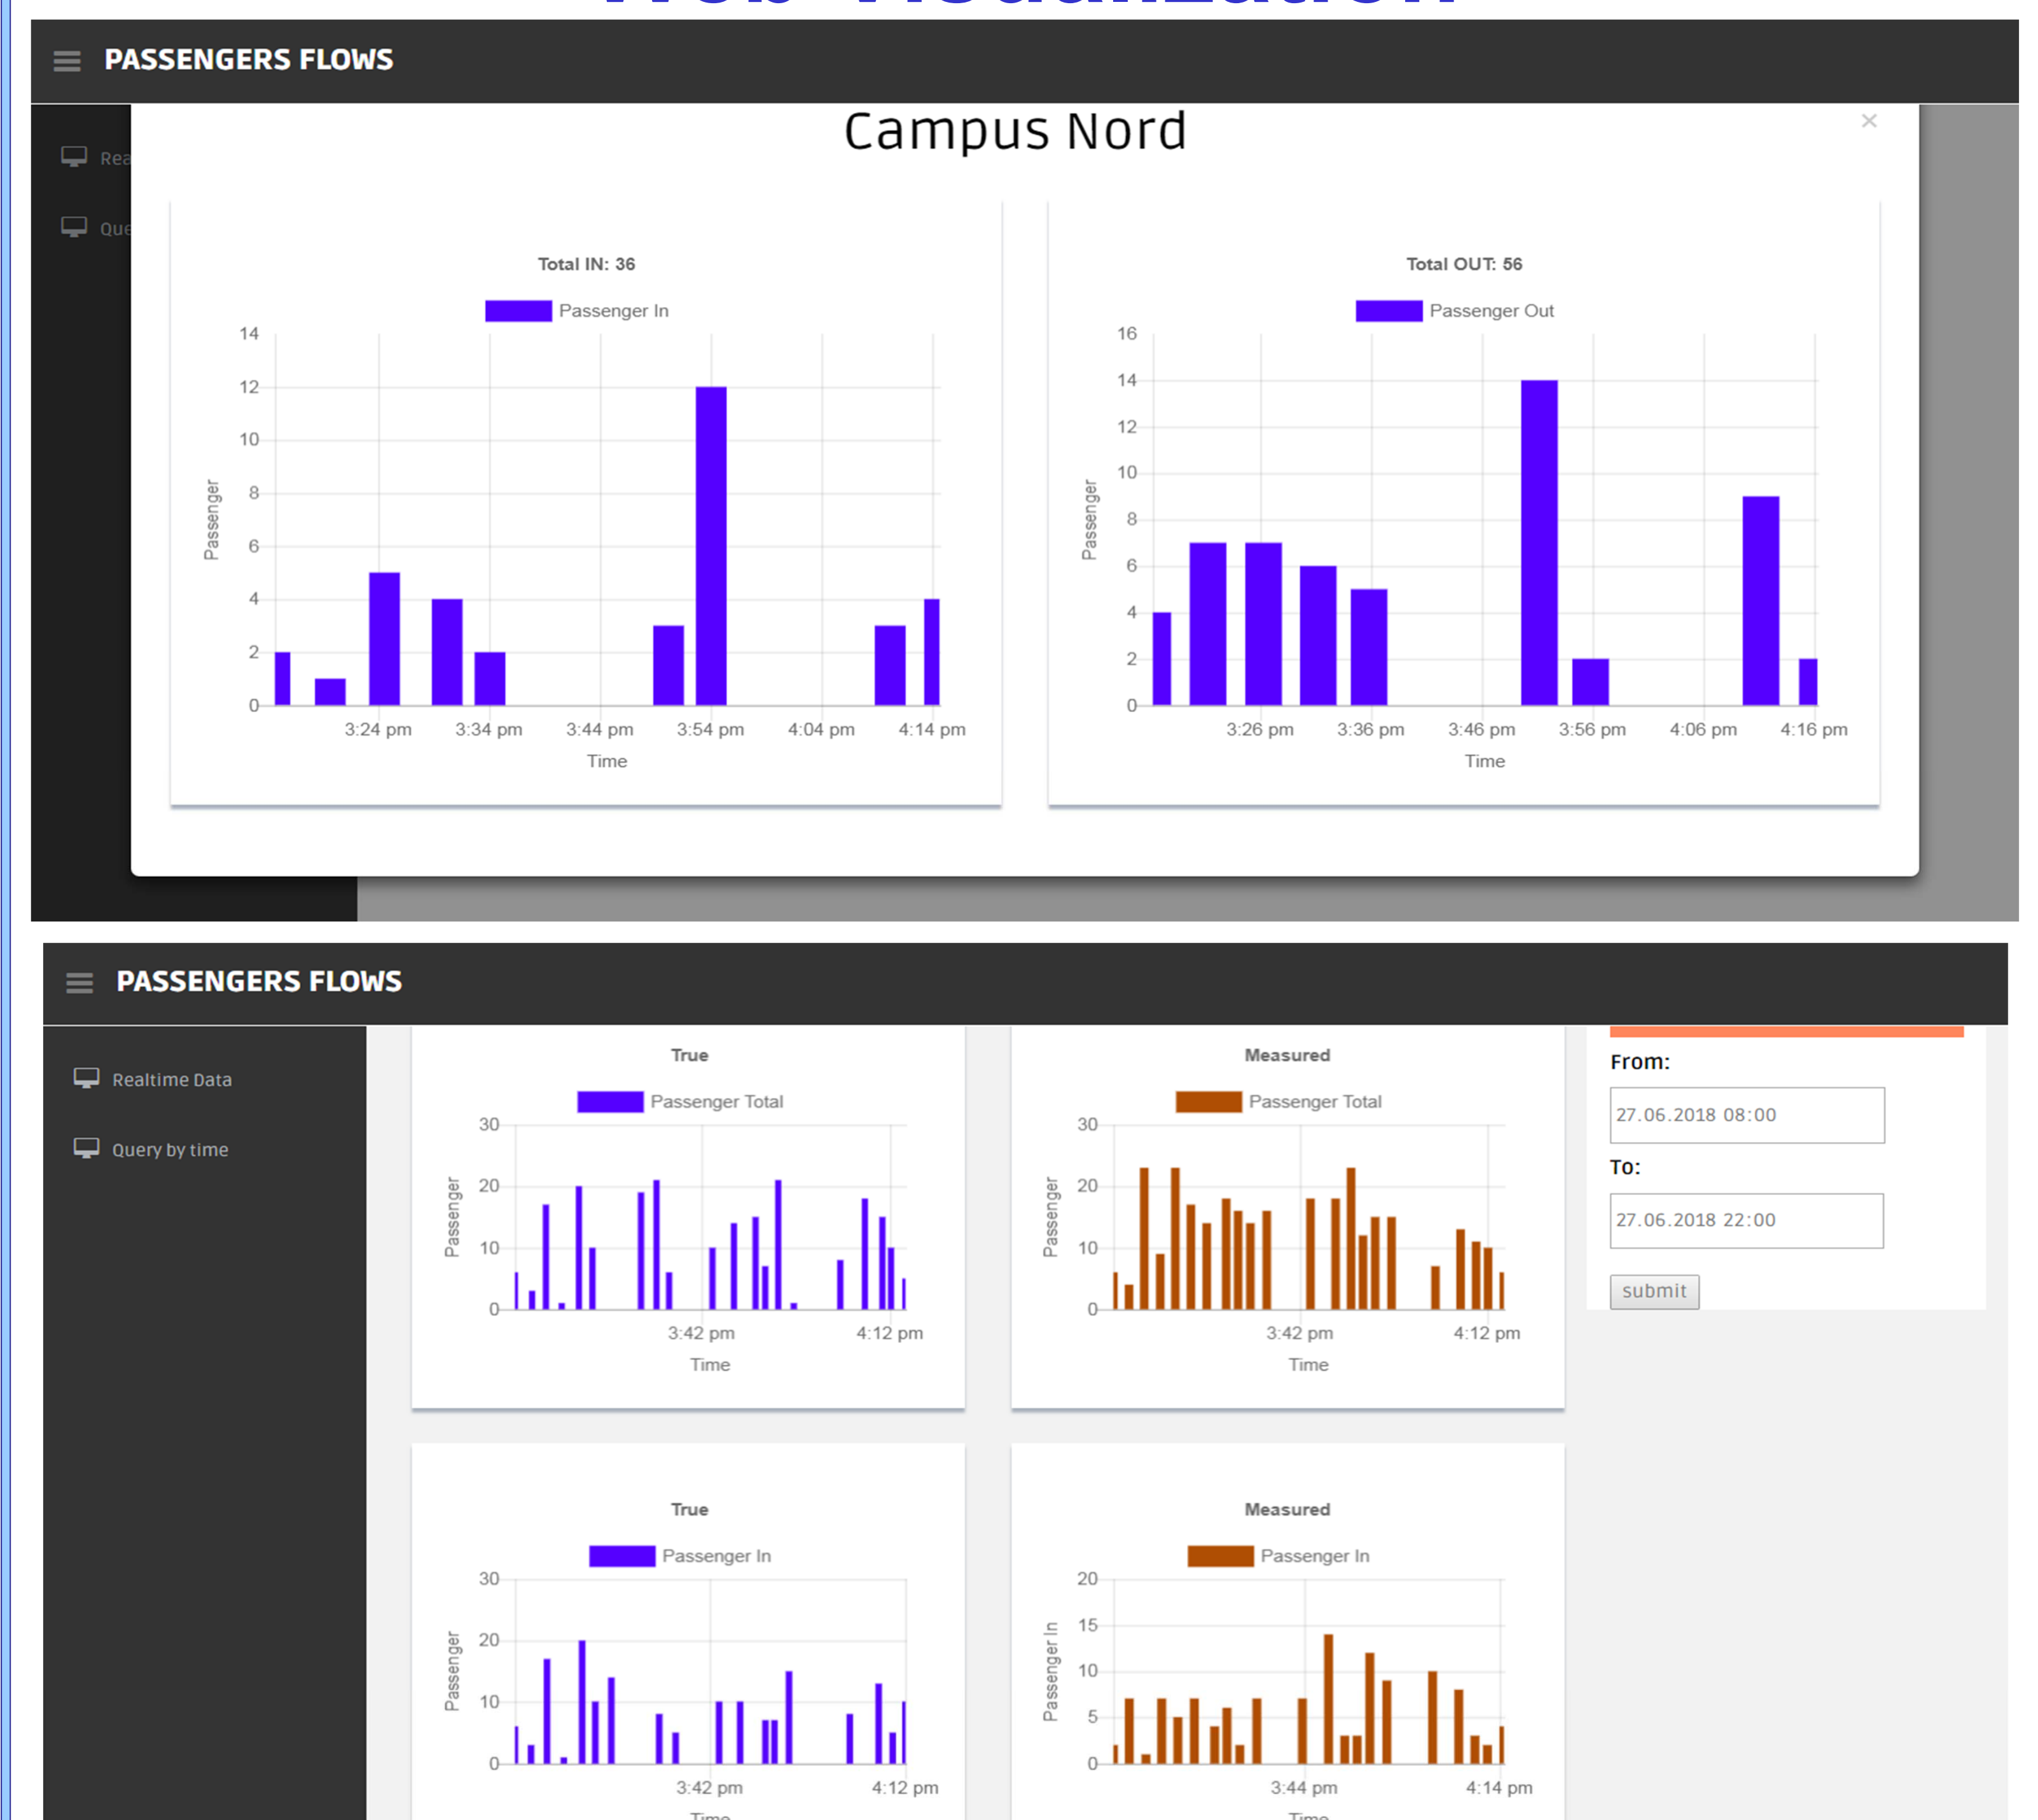 Web Visualization
PASSENGERS FLOWS
Campus Nord
×
Rea
Que
Total IN: 36
Passenger In
14
12
10
8
6
4
2
0
Passenger
3:24 pm 3:34 pm 3:44 pm 3:54 pm 4:04 pm 4:14 pm
Time
Total OUT: 56
Passenger Out
16
14
12
10
8
6
4
2
0
Passenger
3:26 pm 3:36 pm 3:46 pm 3:56 pm 4:06 pm 4:16 pm
Time
PASSENGERS FLOWS
Realtime Data
Query by time
True
Passenger Total
30
20
10
0
Passenger
3:42 pm 4:12 pm
Time
Measured
Passenger Total
30
20
10
0
Passenger
3:42 pm 4:12 pm
Time
From:
27.06.2018 08:00
To:
27.06.2018 22:00
submit
True
Passenger In
30
20
10
0
Passenger
3:42 pm 4:12 pm
Time
Measured
Passenger In
20
15
10
5
0
Passenger In
3:44 pm 4:14 pm
Time